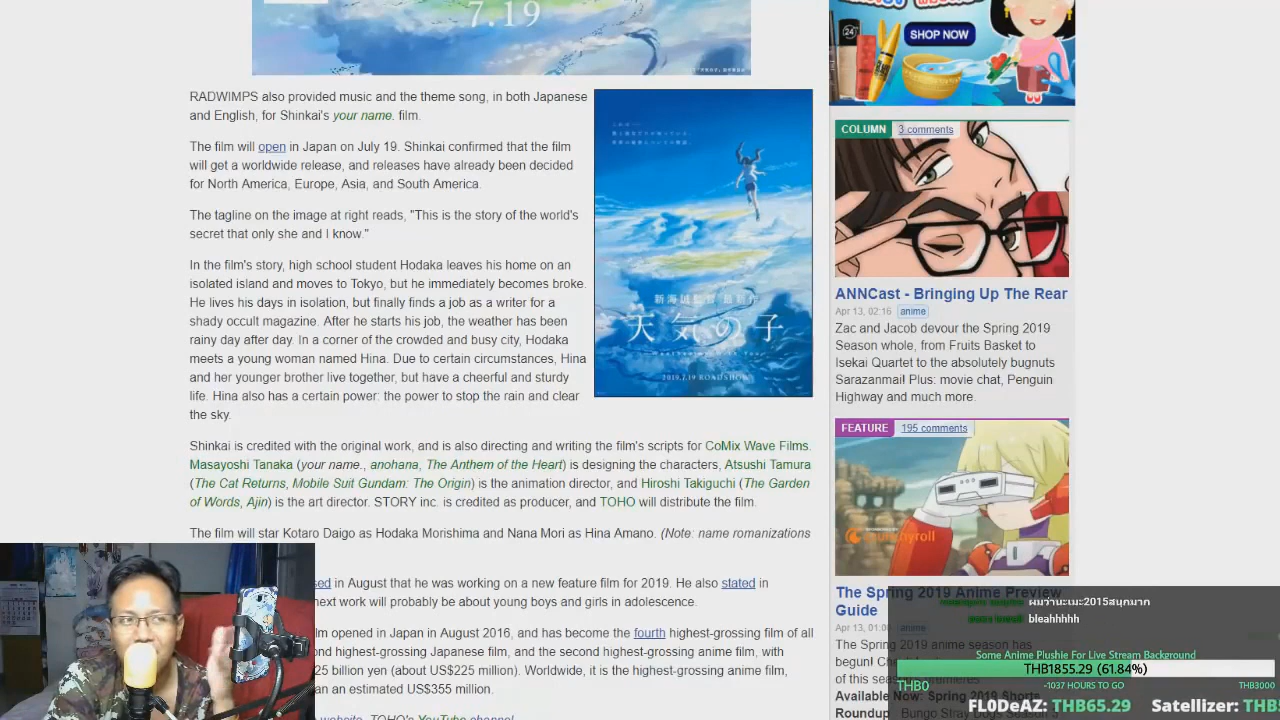 7.19
RADWIMPS also provided music and the theme song, in both Japanese
and English, for Shinkai's your name. film.
The film will open in Japan on July 19. Shinkai confirmed that the film
will get a worldwide release, and releases have already been decided
for North America, Europe, Asia, and South America.
The tagline on the image at right reads, "This is the story of the world's
secret that only she and I know."
In the film's story, high school student Hodaka leaves his home on an
isolated island and moves to Tokyo, but he immediately becomes broke.
He lives his days in isolation, but finally finds a job as a writer for a
shady occult magazine. After he starts his job, the weather has been
rainy day after day. In a corner of the crowded and busy city, Hodaka
meets a young woman named Hina. Due to certain circumstances, Hina
and her younger brother live together, but have a cheerful and sturdy
life. Hina also has a certain power: the power to stop the rain and clear
the sky.
新海誠監督 最新作
天気の子
2019.7.19 ROADSHOW
Shinkai is credited with the original work, and is also directing and writing the film's scripts for CoMix Wave Films.
Masayoshi Tanaka (your name., anohana, The Anthem of the Heart) is designing the characters, Atsushi Tamura
(The Cat Returns, Mobile Suit Gundam: The Origin) is the animation director, and Hiroshi Takiguchi (The Garden
of Words, Ajin) is the art director. STORY inc. is credited as producer, and TOHO will distribute the film.
The film will star Kotaro Daigo as Hodaka Morishima and Nana Mori as Hina Amano. (Note: name romanizations
sed in August that he was working on a new feature film for 2019. He also stated in
next work will probably be about young boys and girls in adolescence.
lm opened in Japan in August 2016, and has become the fourth highest-grossing film of all
highest-grossing Japanese film, and the second highest-grossing anime film, with
25 billion (about US$225 million). Worldwide, it is the highest-grossing anime film,
an estimated US$355 million.
website, TOHO's YouTube channel
24
SHOP NOW
COLUMN 3 comments
ANNCast - Bringing Up The Rear
Apr 13, 02:16 anime
Zac and Jacob devour the Spring 2019
Season whole, from Fruits Basket to
Isekai Quartet to the absolutely bugnuts
Sarazanmai! Plus: movie chat, Penguin
Highway and much more.
FEATURE 195 comments
crunchyroll
The Spring 2019 Anime Preview
Guide
Apr 13, 01:00 anime
The Spring 2019 anime season has
begun!
of this season
Available Now: Spring 2019 Shorts
Roundup, Bungo Stray Dogs Season 3
ผมว่านะเมะ2015สนุกมาก
bleahhhhh
Some Anime Plushie For Live Stream Background
THB1855.29 (61.84%)
THB0
-1037 HOURS TO GO
THB3000
FL0DeAZ: THB65.29 Satellizer: THB